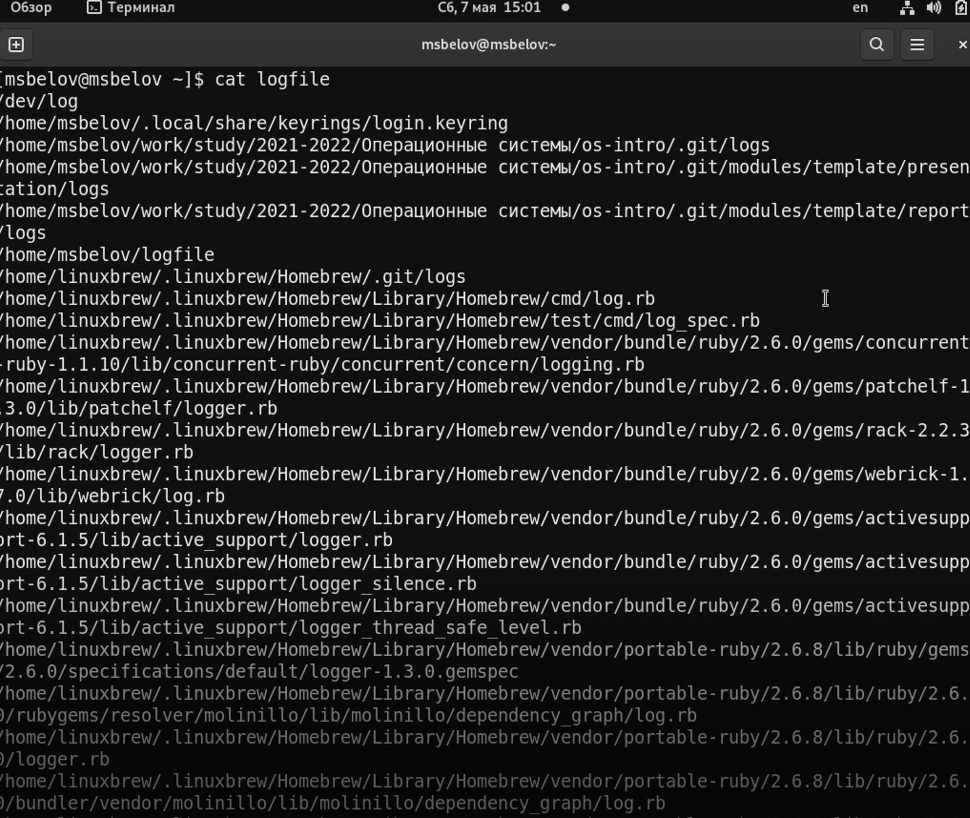 Обзор Терминал Сб, 7 мая 15:01 en
msbelov@msbelov:~
[msbelov@msbelov ~]$ cat logfile
/dev/log
/home/msbelov/.local/share/keyrings/login.keyring
/home/msbelov/work/study/2021-2022/Операционные системы/os-intro/.git/logs
/home/msbelov/work/study/2021-2022/Операционные системы/os-intro/.git/modules/template/presen
tation/logs
/home/msbelov/work/study/2021-2022/Операционные системы/os-intro/.git/modules/template/report
/logs
/home/msbelov/logfile
/home/linuxbrew/.linuxbrew/Homebrew/.git/logs
/home/linuxbrew/.linuxbrew/Homebrew/Library/Homebrew/cmd/log.rb
/home/linuxbrew/.linuxbrew/Homebrew/Library/Homebrew/test/cmd/log_spec.rb
/home/linuxbrew/.linuxbrew/Homebrew/Library/Homebrew/vendor/bundle/ruby/2.6.0/gems/concurrent
-ruby-1.1.10/lib/concurrent-ruby/concurrent/concern/logging.rb
/home/linuxbrew/.linuxbrew/Homebrew/Library/Homebrew/vendor/bundle/ruby/2.6.0/gems/patchelf-1
.3.0/lib/patchelf/logger.rb
/home/linuxbrew/.linuxbrew/Homebrew/Library/Homebrew/vendor/bundle/ruby/2.6.0/gems/rack-2.2.3
/lib/rack/logger.rb
/home/linuxbrew/.linuxbrew/Homebrew/Library/Homebrew/vendor/bundle/ruby/2.6.0/gems/webrick-1.
7.0/lib/webrick/log.rb
/home/linuxbrew/.linuxbrew/Homebrew/Library/Homebrew/vendor/bundle/ruby/2.6.0/gems/activesupp
ort-6.1.5/lib/active_support/logger.rb
/home/linuxbrew/.linuxbrew/Homebrew/Library/Homebrew/vendor/bundle/ruby/2.6.0/gems/activesupp
ort-6.1.5/lib/active_support/logger_silence.rb
/home/linuxbrew/.linuxbrew/Homebrew/Library/Homebrew/vendor/bundle/ruby/2.6.0/gems/activesupp
ort-6.1.5/lib/active_support/logger_thread_safe_level.rb
/home/linuxbrew/.linuxbrew/Homebrew/Library/Homebrew/vendor/portable-ruby/2.6.8/lib/ruby/gems
/2.6.0/specifications/default/logger-1.3.0.gemspec
/home/linuxbrew/.linuxbrew/Homebrew/Library/Homebrew/vendor/portable-ruby/2.6.8/lib/ruby/2.6.
0/rubygems/resolver/molinillo/lib/molinillo/dependency_graph/log.rb
/home/linuxbrew/.linuxbrew/Homebrew/Library/Homebrew/vendor/portable-ruby/2.6.8/lib/ruby/2.6.
0/logger.rb
/home/linuxbrew/.linuxbrew/Homebrew/Library/Homebrew/vendor/portable-ruby/2.6.8/lib/ruby/2.6.
0/bundler/vendor/molinillo/lib/molinillo/dependency_graph/log.rb